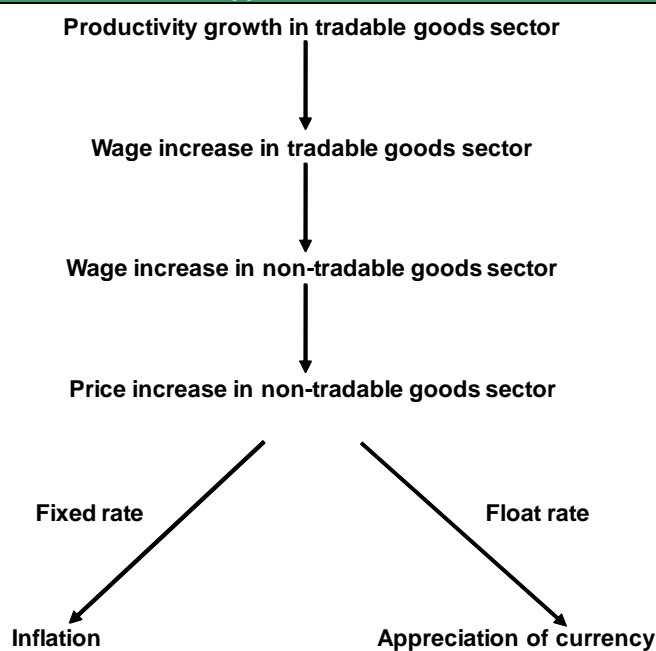 Productivity growth in tradable goods sector
Wage increase in tradable goods sector
Wage increase in non-tradable goods sector
Price increase in non-tradable goods sector
Fixed rate
Float rate
Inflation
Appreciation of currency